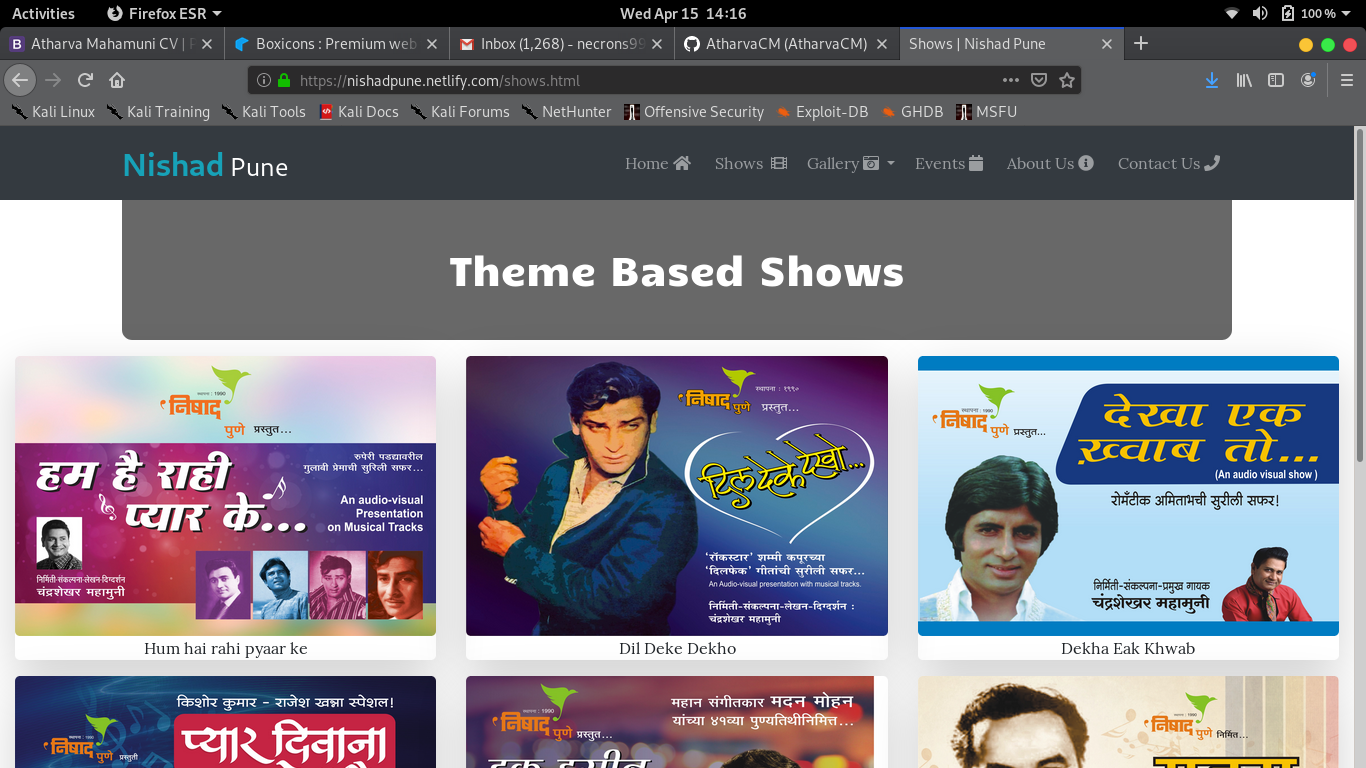 Activities Firefox ESR Wed Apr 15 14:16 100 %
Atharva Mahamuni CV | P Boxicons : Premium web Inbox (1,268) - necrons99 AtharvaCM (AtharvaCM) Shows | Nishad Pune
https://nishadpune.netlify.com/shows.html
Kali Linux Kali Training Kali Tools Kali Docs Kali Forums NetHunter Offensive Security Exploit-DB GHDB MSFU
Nishad Pune Home Shows Gallery Events About Us Contact Us
Theme Based Shows
स्थापना : 1990
निषाद
पुणे प्रस्तुत...
रुपेरी पडद्यावरील
गुलाबी प्रेमाची सुरिली सफर...
हम है राही
प्यार के...
An audio-visual
Presentation
on Musical Tracks
निर्मिती-संकल्पना-लेखन-दिग्दर्शन
चंद्रशेखर महामुनी
Hum hai rahi pyaar ke
स्थापना : १९९०
निषाद पुणे प्रस्तुत...
दिल देके देखो...
‘रॉकस्टार’ शम्मी कपूरच्या
‘दिलफेक’ गीतांची सुरीली सफर...
An Audio-visual presentation with musical tracks.
निर्मिती-संकल्पना-लेखन-दिग्दर्शन :
चंद्रशेखर महामुनी
Dil Deke Dekho
स्थापना : 1990
निषाद पुणे प्रस्तुत...
देखा एक
ख़्वाब तो...
(An audio visual show )
रोमँटीक अमिताभची सुरीली सफर!
निर्मिती-संकल्पना-प्रमुख गायक
चंद्रशेखर महामुनी
Dekha Eak Khwab
किशोर कुमार - राजेश खन्ना स्पेशल!
स्थापना : 1990
निषाद पुणे प्रस्तुती
प्यार दिवाना
महान संगीतकार मदन मोहन
यांच्या ४१व्या पुण्यतिथीनिमित्त...
स्थापना : 1990
निषाद पुणे प्रस्तुत...
स्थापना : 1990
निषाद पुणे निर्मित...